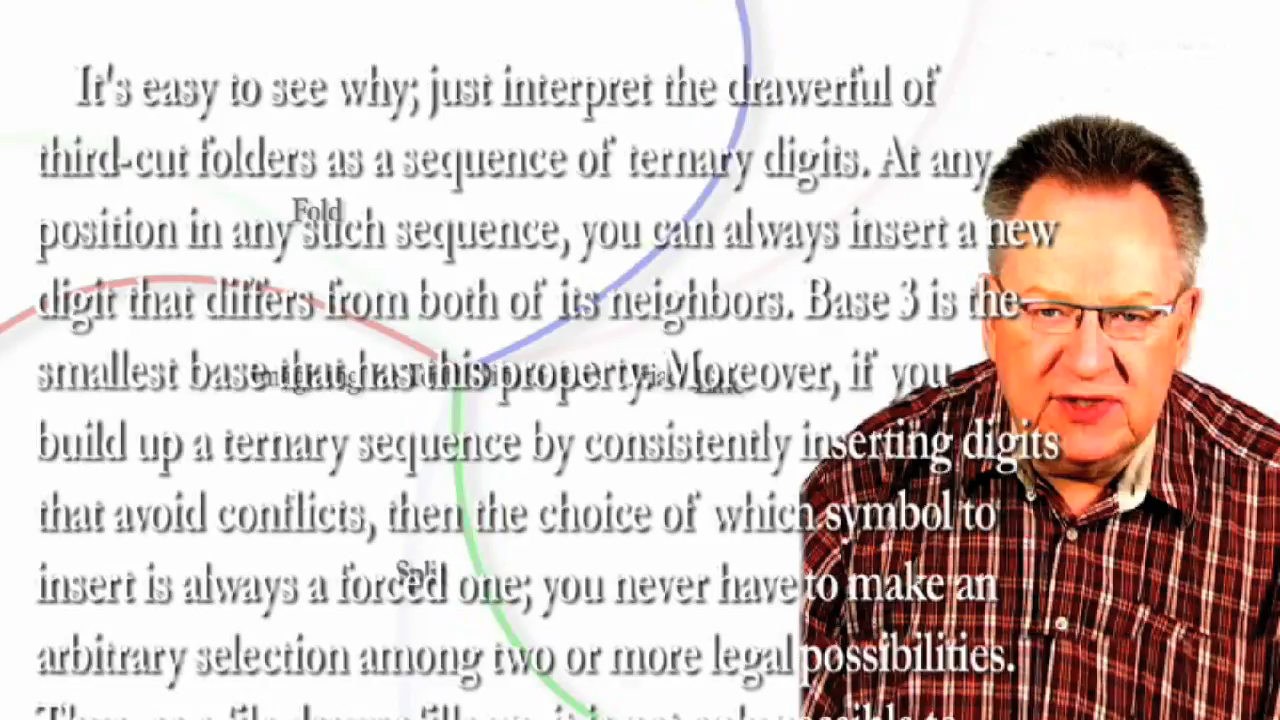 It's easy to see why; just interpret the drawerful of
third-cut folders as a sequence of ternary digits. At any
Fold
position in any such sequence, you can always insert a new
digit that differs from both of its neighbors. Base 3 is the
smallest base that has this property. Moreover, if you
build up a ternary sequence by consistently inserting digits
that avoid conflicts, then the choice of which symbol to
insert is always a forced one; you never have to make an
arbitrary selection among two or more legal possibilities.